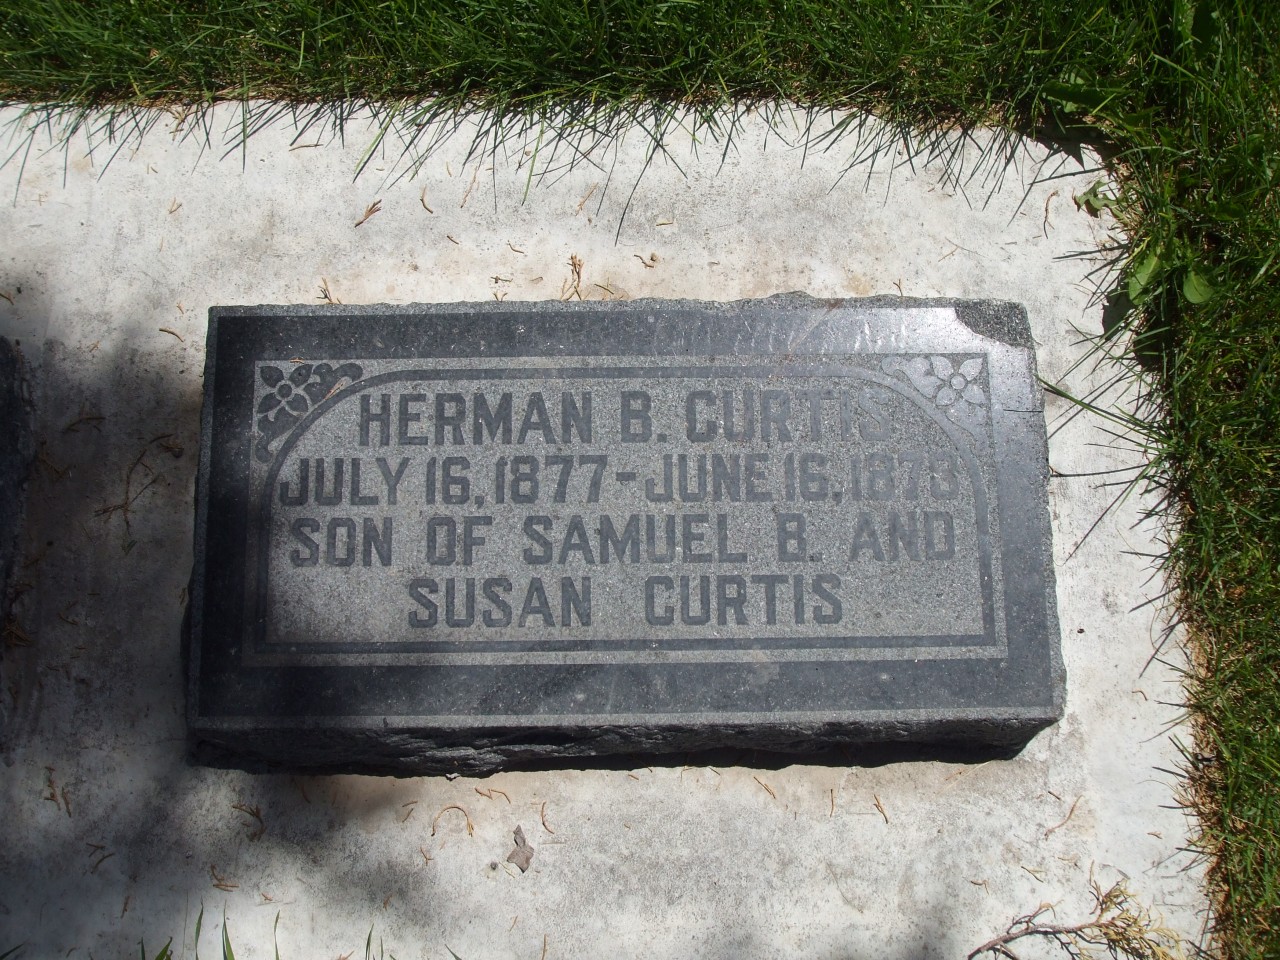 HERMAN B. CURTIS
JULY 16, 1877 - JUNE 16, 1878
SON OF SAMUEL B. AND
SUSAN CURTIS